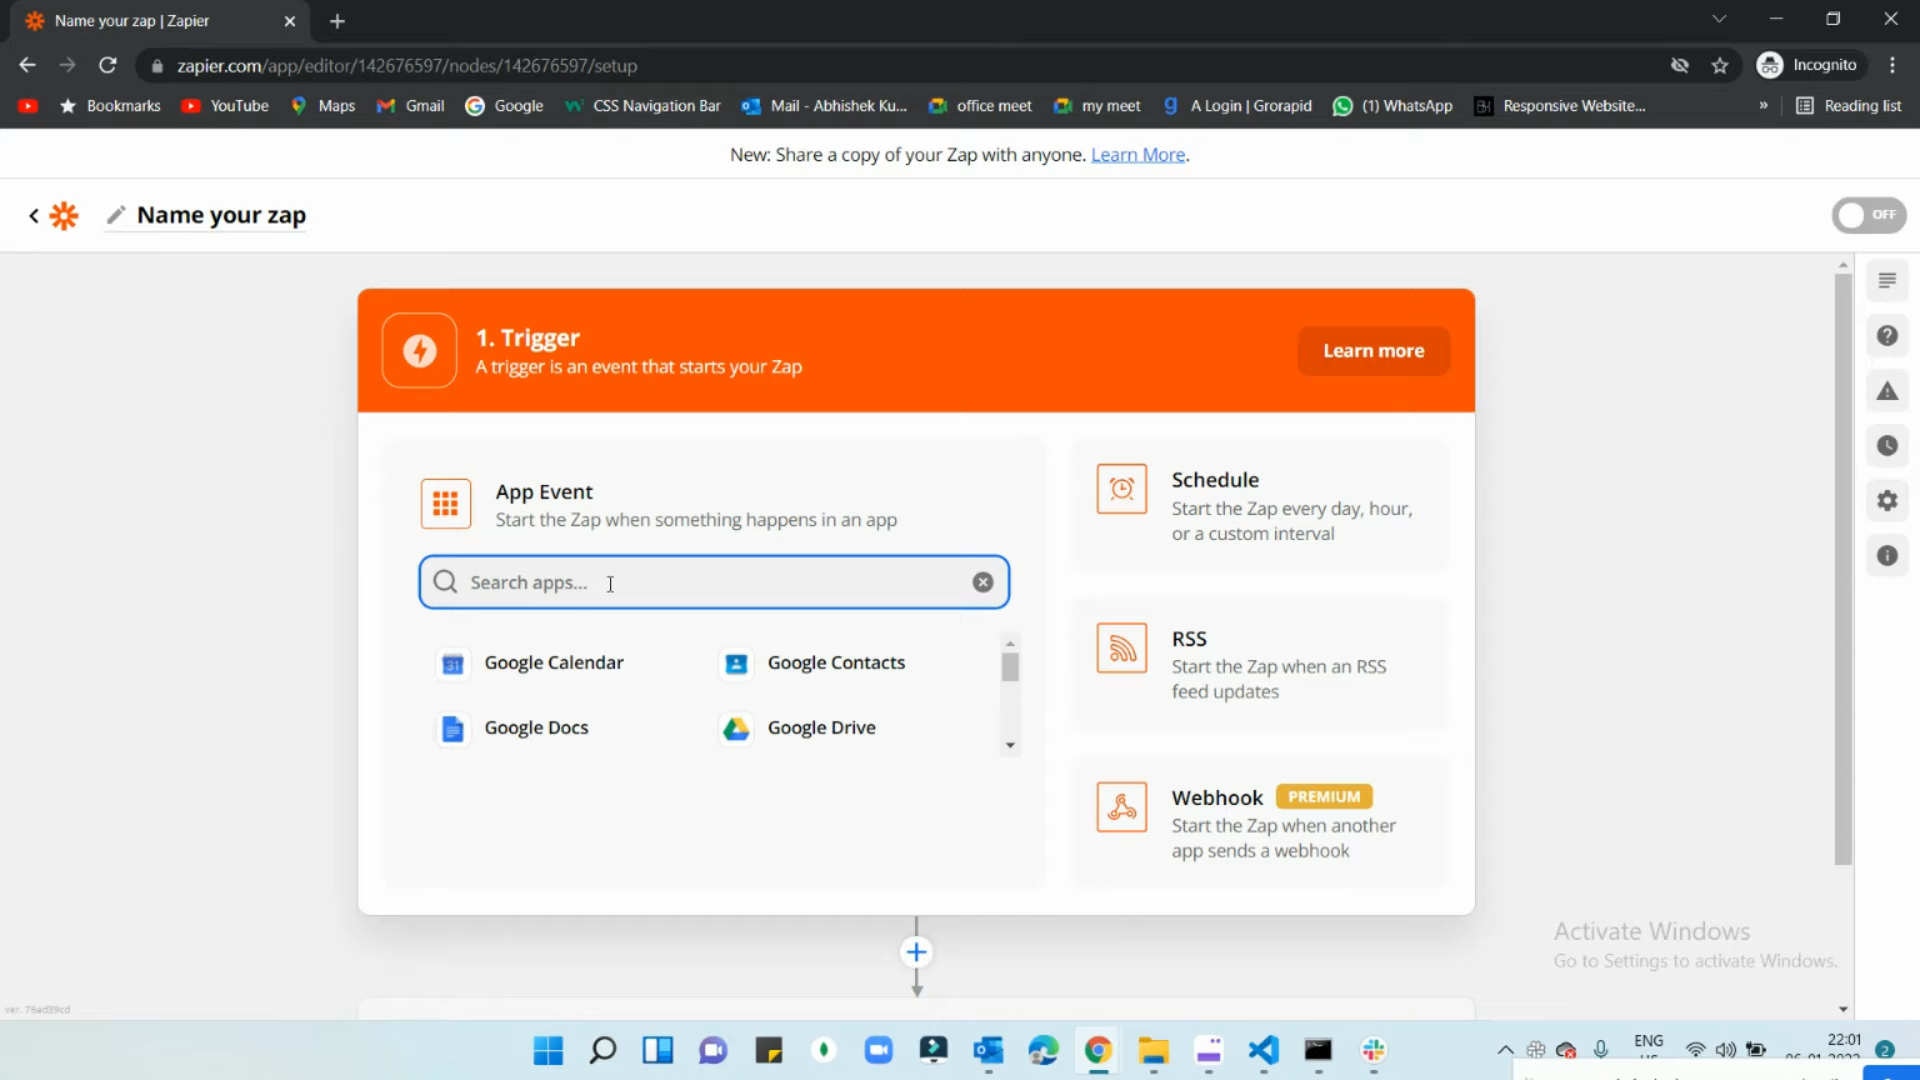 Name your zap | Zapier
zapier.com/app/editor/142676597/nodes/142676597/setup
Incognito
Bookmarks
YouTube
Maps
Gmail
Google
CSS Navigation Bar
Mail - Abhishek Ku...
office meet
my meet
A Login | Grorapid
(1) WhatsApp
Responsive Website...
»
Reading list
New: Share a copy of your Zap with anyone. Learn More.
Name your zap
OFF
1. Trigger
A trigger is an event that starts your Zap
Learn more
App Event
Start the Zap when something happens in an app
Search apps...
Google Calendar
Google Contacts
Google Docs
Google Drive
Schedule
Start the Zap every day, hour,
or a custom interval
RSS
Start the Zap when an RSS
feed updates
Webhook PREMIUM
Start the Zap when another
app sends a webhook
Activate Windows
Go to Settings to activate Windows.
ver. 76ad59cd
ENG
22:01
2